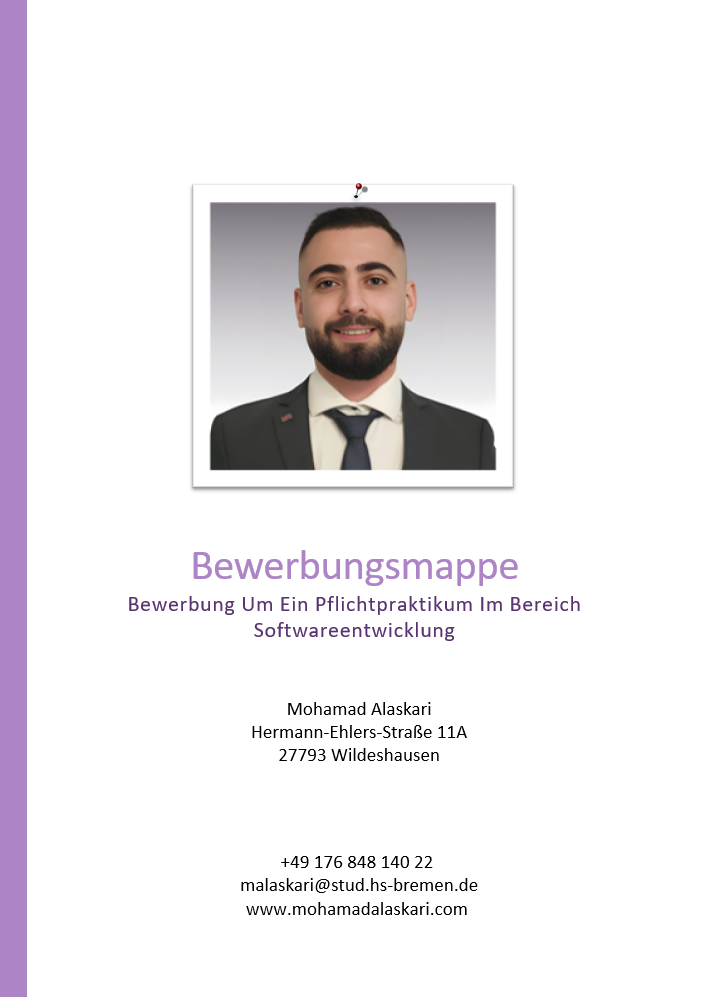 Bewerbungsmappe
Bewerbung Um Ein Pflichtpraktikum Im Bereich
Softwareentwicklung
Mohamad Alaskari
Hermann-Ehlers-Straße 11A
27793 Wildeshausen
+49 176 848 140 22
malaskari@stud.hs-bremen.de
www.mohamadalaskari.com